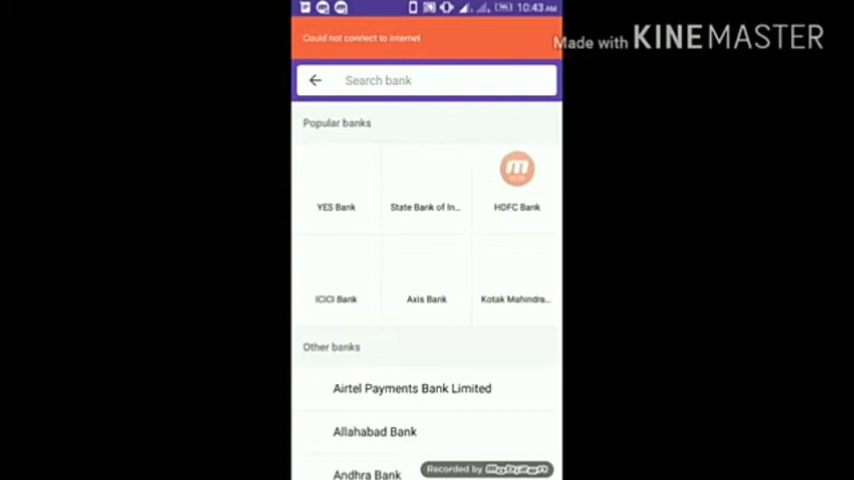 10:43 AM
Could not connect to internet
Made with KINEMASTER
Search bank
Popular banks
YES Bank
State Bank of In...
HDFC Bank
ICICI Bank
Axis Bank
Kotak Mahindra...
Other banks
Airtel Payments Bank Limited
Allahabad Bank
Andhra Bank
Recorded by mobizen